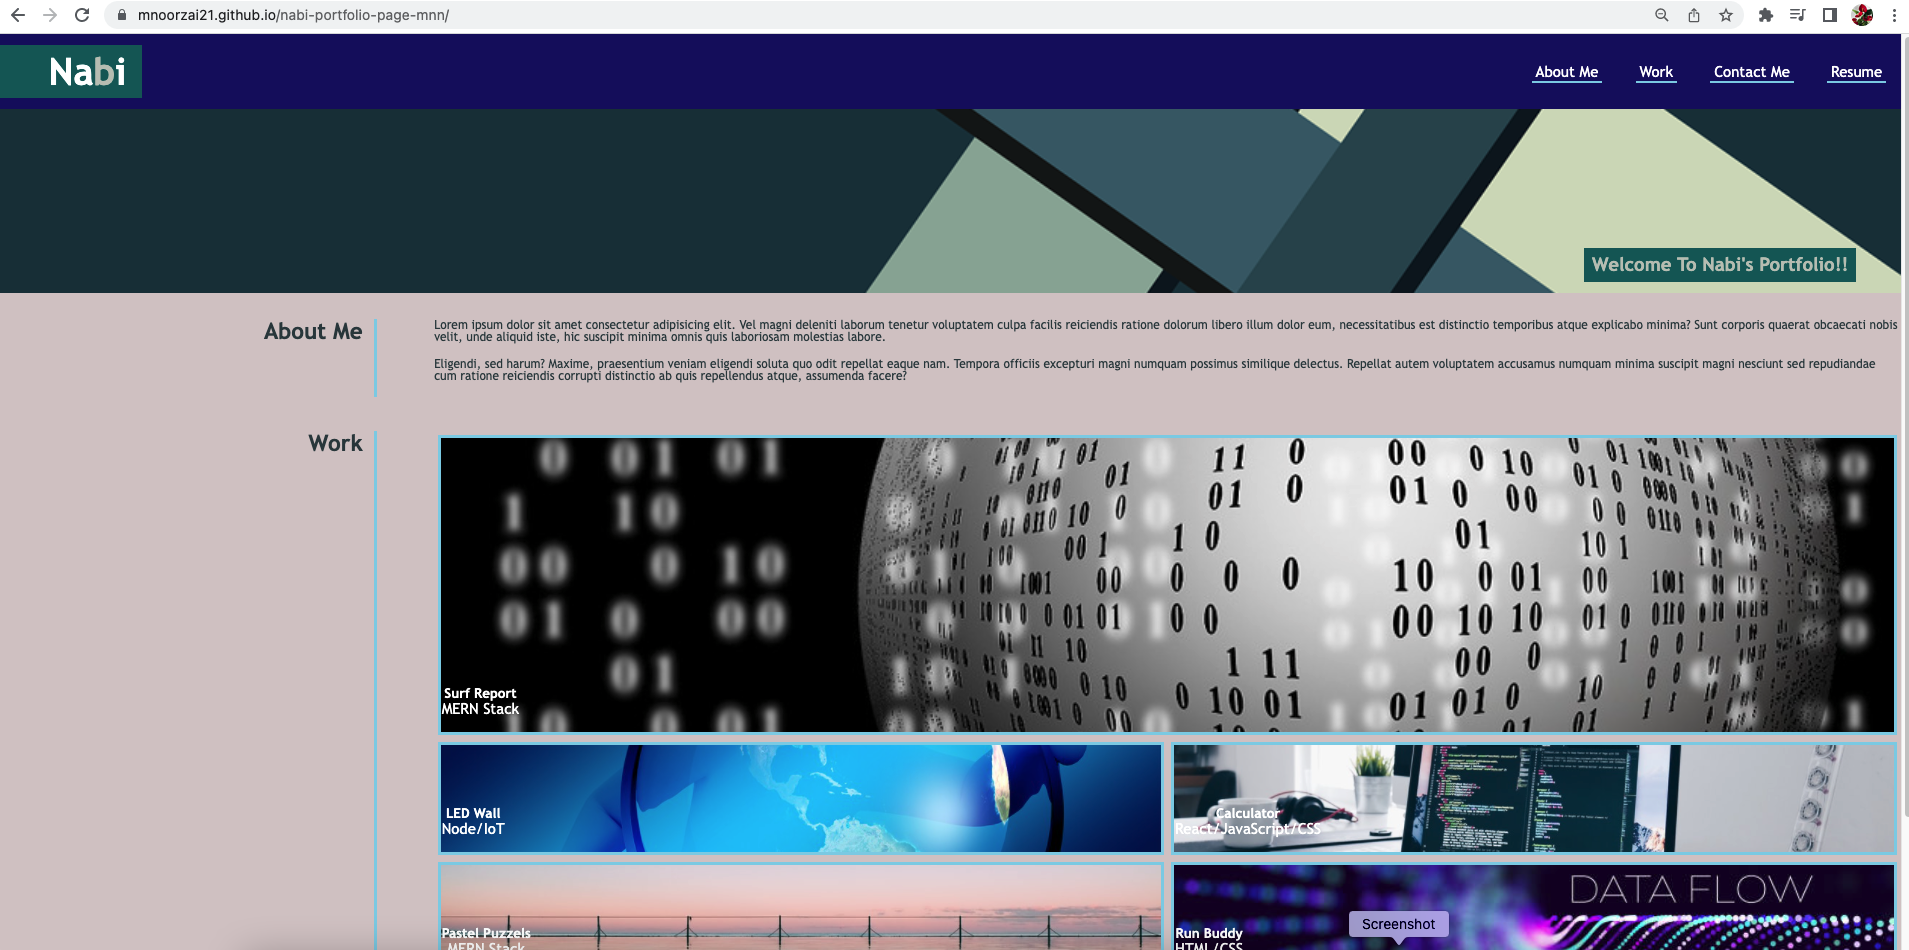 mnoorzai21.github.io/nabi-portfolio-page-mnn/
Nabi
About Me
Work
Contact Me
Resume
Welcome To Nabi's Portfolio!!
About Me
Lorem ipsum dolor sit amet consectetur adipisicing elit. Vel magni deleniti laborum tenetur voluptatem culpa facilis reiciendis ratione dolorum libero illum dolor eum, necessitatibus est distinctio temporibus atque explicabo minima? Sunt corporis quaerat obcaecati nobis
velit, unde aliquid iste, hic suscipit minima omnis quis laboriosam molestias labore.
Eligendi, sed harum? Maxime, praesentium veniam eligendi soluta quo odit repellat eaque nam. Tempora officiis excepturi magni numquam possimus similique delectus. Repellat autem voluptatem accusamus numquam minima suscipit magni nesciunt sed repudiandae
cum ratione reiciendis corrupti distinctio ab quis repellendus atque, assumenda facere?
Work
Surf Report
MERN Stack
LED Wall
Node/IoT
Calculator
React/JavaScript/CSS
Pastel Puzzels
MERN Stack
DATA FLOW
Run Buddy
HTML/CSS
Screenshot